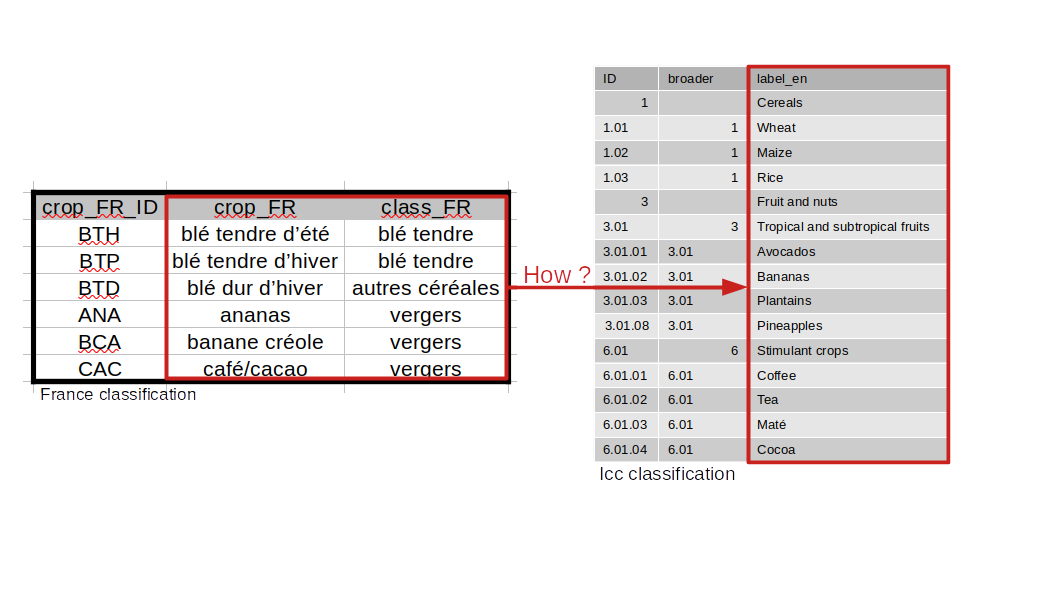 crop_FR_ID crop_FR class_FR
BTH blé tendre d’été blé tendre
BTP blé tendre d’hiver blé tendre
BTD blé dur d’hiver autres céréales
ANA ananas vergers
BCA banane créole vergers
CAC café/cacao vergers
France classification
How ?
ID broader label_en
1 Cereals
1.01 1 Wheat
1.02 1 Maize
1.03 1 Rice
3 Fruit and nuts
3.01 3 Tropical and subtropical fruits
3.01.01 3.01 Avocados
3.01.02 3.01 Bananas
3.01.03 3.01 Plantains
3.01.08 3.01 Pineapples
6.01 6 Stimulant crops
6.01.01 6.01 Coffee
6.01.02 6.01 Tea
6.01.03 6.01 Maté
6.01.04 6.01 Cocoa
Icc classification